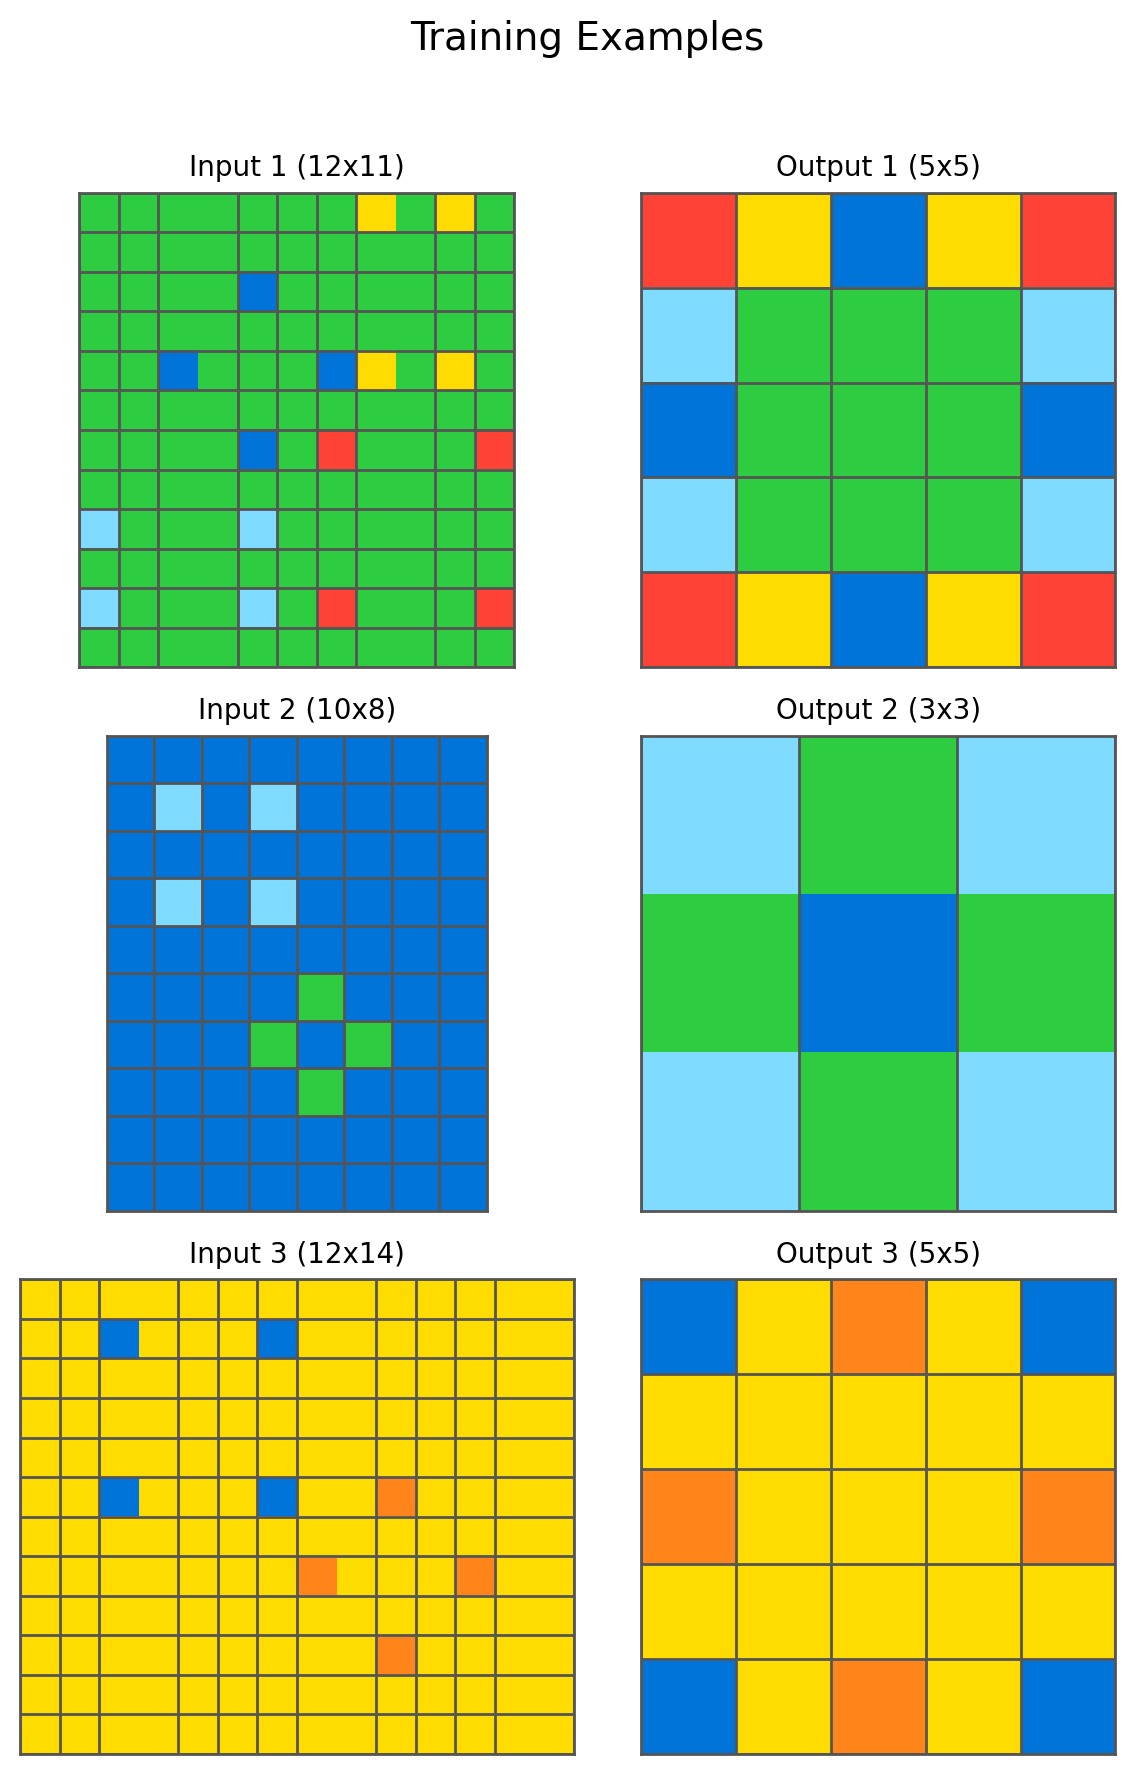 Training Examples
Input 1 (12x11)
Output 1 (5x5)
Input 2 (10x8)
Output 2 (3x3)
Input 3 (12x14)
Output 3 (5x5)